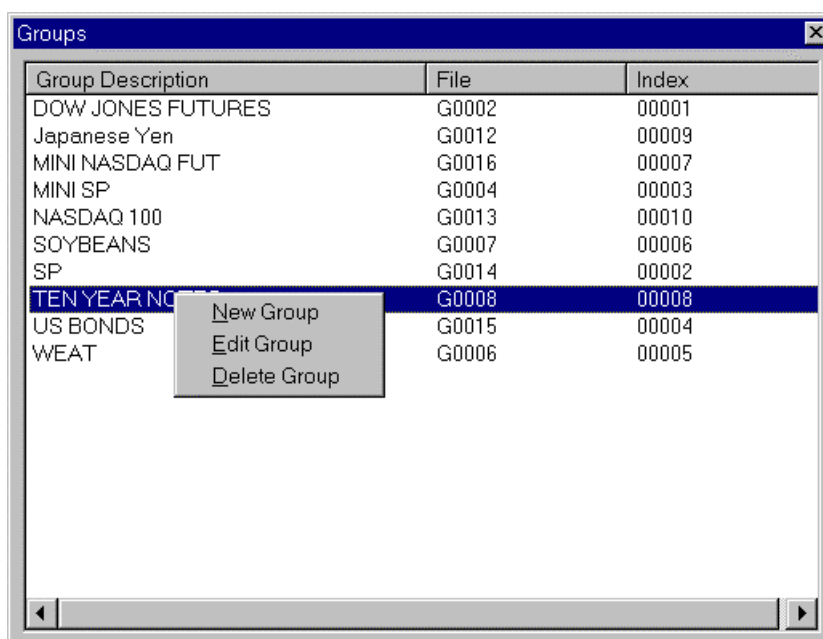 Groups
Group Description File Index
DOW JONES FUTURES G0002 00001
Japanese Yen G0012 00009
MINI NASDAQ FUT G0016 00007
MINI SP G0004 00003
NASDAQ 100 G0013 00010
SOYBEANS G0007 00006
SP G0014 00002
TEN YEAR G0008 00008
US BONDS G0015 00004
WEAT G0006 00005
New Group
Edit Group
Delete Group